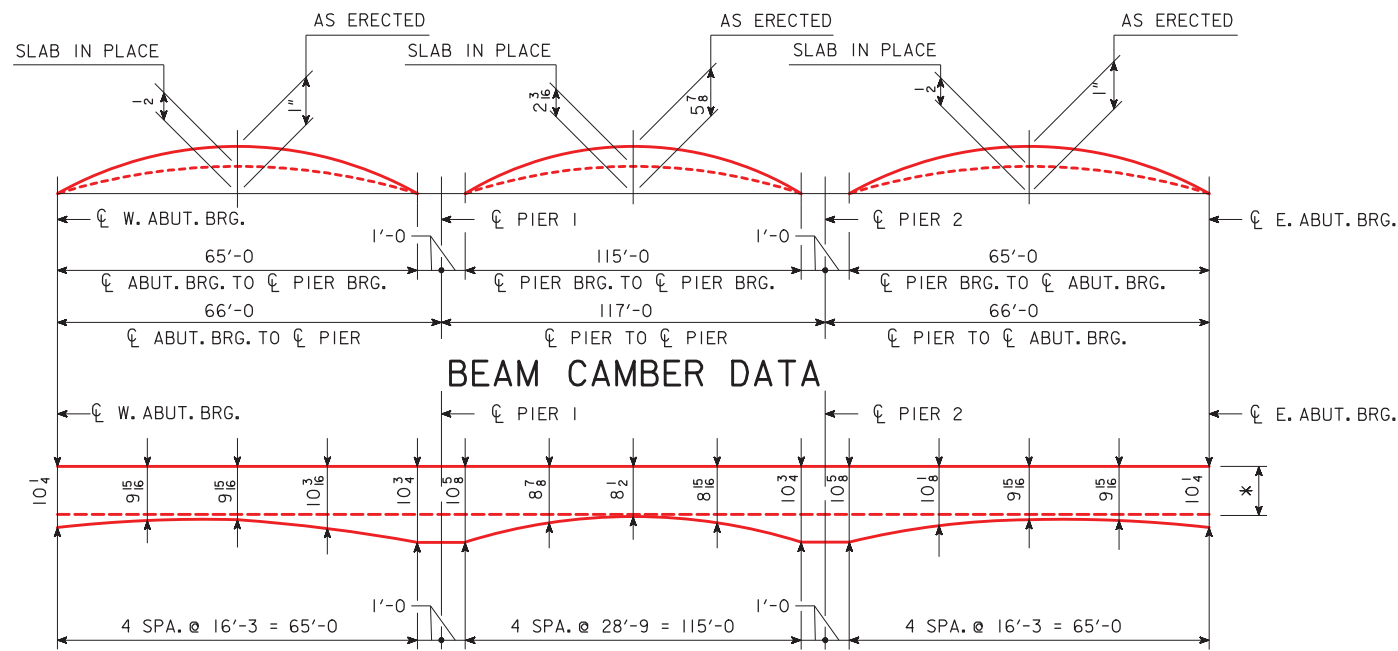 AS ERECTED AS ERECTED AS ERECTED
SLAB IN PLACE SLAB IN PLACE SLAB IN PLACE
1/2 1" 2 3/16 5 7/8 1/2 1"
℄ W. ABUT. BRG. ℄ PIER 1 ℄ PIER 2 ℄ E. ABUT. BRG.
1'-0 1'-0
65'-0 115'-0 65'-0
℄ ABUT. BRG. TO ℄ PIER BRG. ℄ PIER BRG. TO ℄ PIER BRG. ℄ PIER BRG. TO ℄ ABUT. BRG.
66'-0 117'-0 66'-0
℄ ABUT. BRG. TO ℄ PIER ℄ PIER TO ℄ PIER ℄ PIER TO ℄ ABUT. BRG.
BEAM CAMBER DATA
℄ W. ABUT. BRG. ℄ PIER 1 ℄ PIER 2 ℄ E. ABUT. BRG.
10 1/4 9 15/16 9 15/16 10 3/16 10 3/4 10 5/8 8 7/8 8 1/2 8 15/16 10 3/4 10 5/8 10 1/8 9 15/16 9 15/16 10 1/4 *
1'-0 1'-0
4 SPA. @ 16'-3 = 65'-0 4 SPA. @ 28'-9 = 115'-0 4 SPA. @ 16'-3 = 65'-0